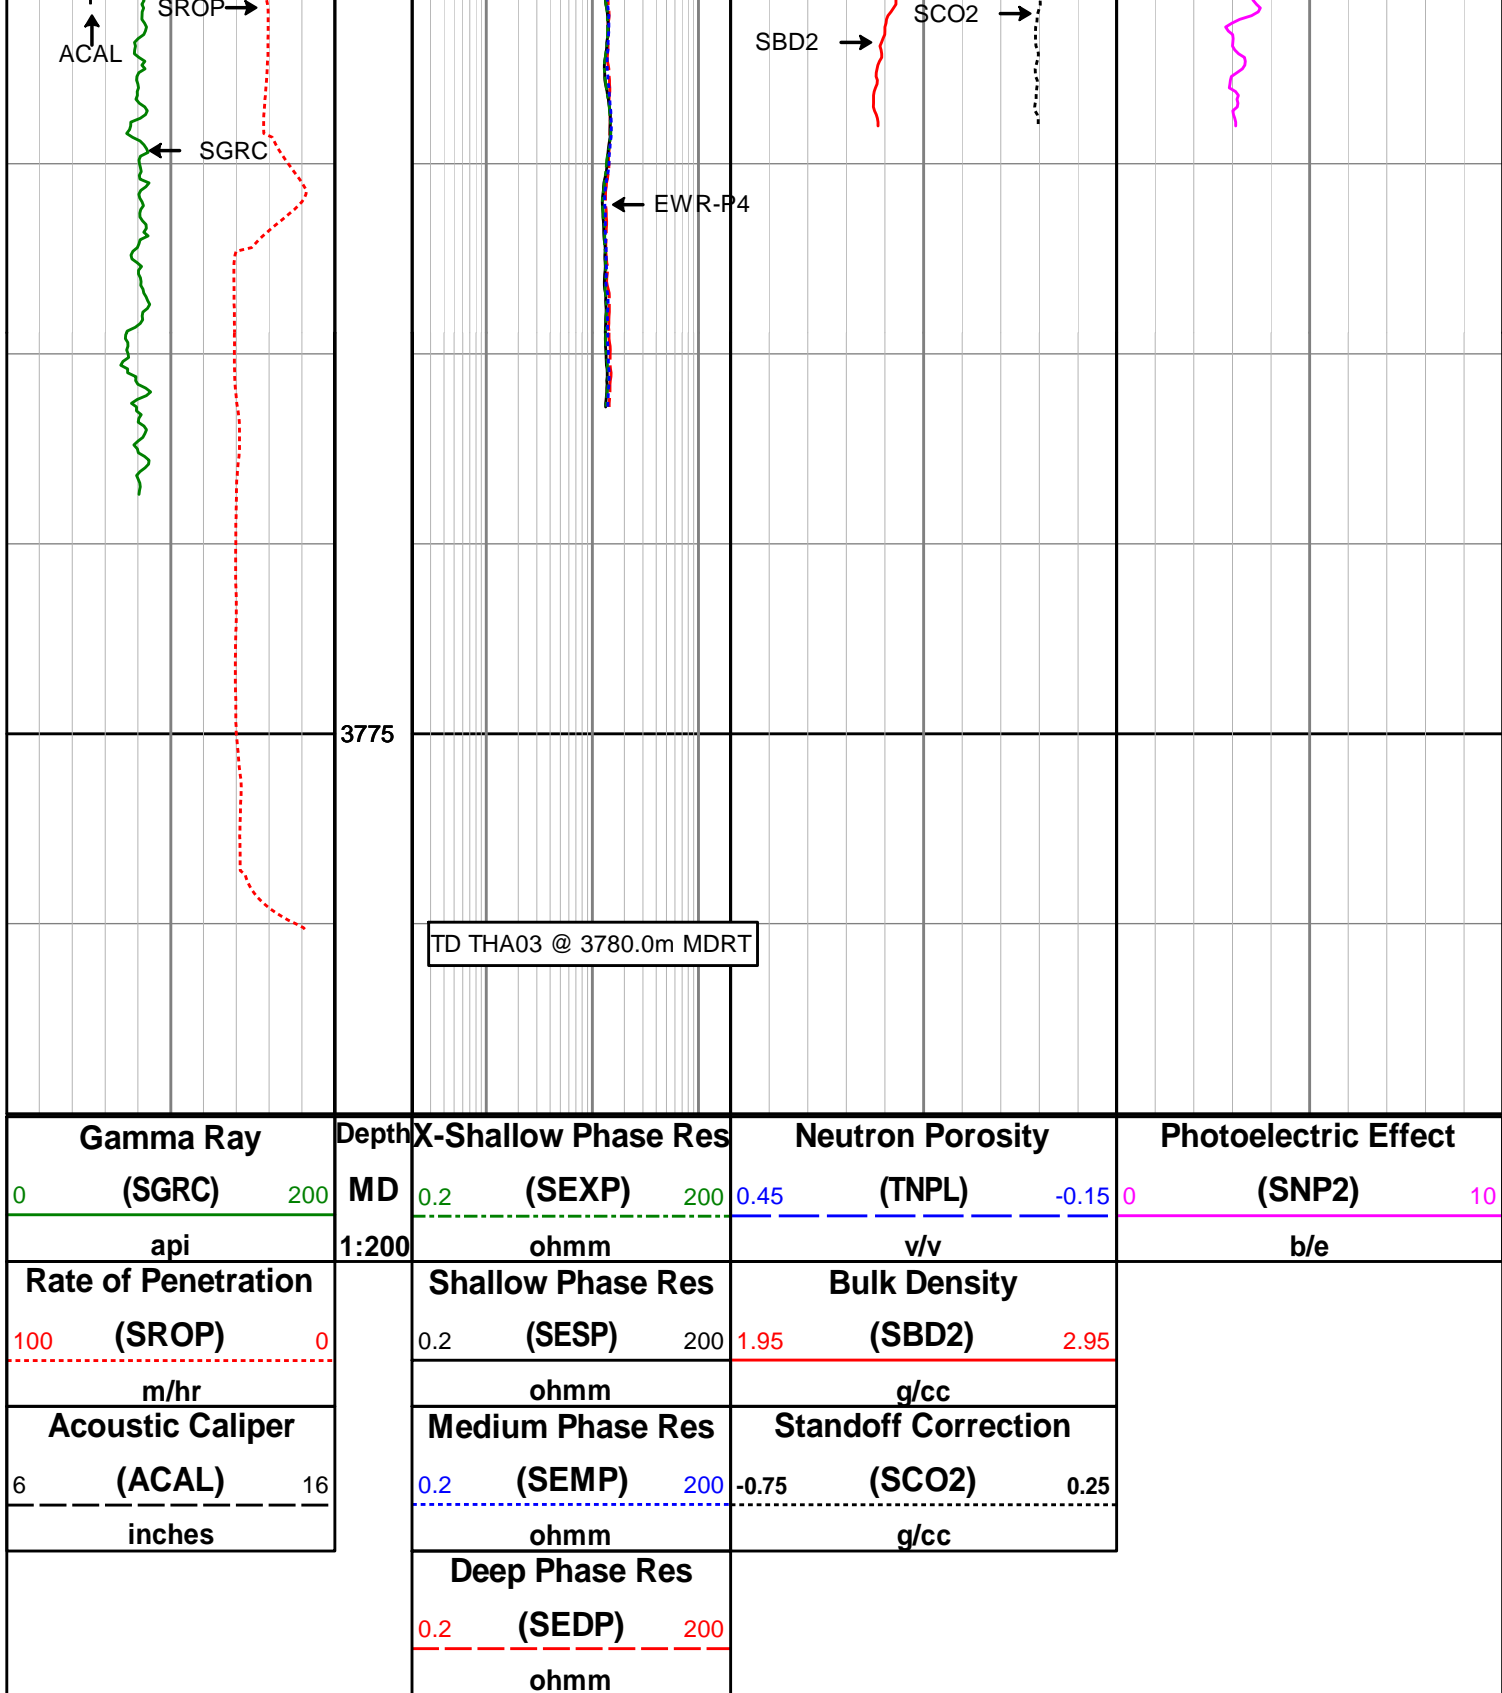 SROP
SCO2
SBD2
ACAL
SGRC
EWR-P4
3775
TD THA03 @ 3780.0m MDRT
Gamma Ray
(SGRC)
0 200
api
Rate of Penetration
(SROP)
100 0
m/hr
Acoustic Caliper
(ACAL)
6 16
inches
Depth
MD
1:200
X-Shallow Phase Res
(SEXP)
0.2 200
ohmm
Shallow Phase Res
(SESP)
0.2 200
ohmm
Medium Phase Res
(SEMP)
0.2 200
ohmm
Deep Phase Res
(SEDP)
0.2 200
ohmm
Neutron Porosity
(TNPL)
0.45 -0.15
v/v
Bulk Density
(SBD2)
1.95 2.95
g/cc
Standoff Correction
(SCO2)
-0.75 0.25
g/cc
Photoelectric Effect
(SNP2)
0 10
b/e